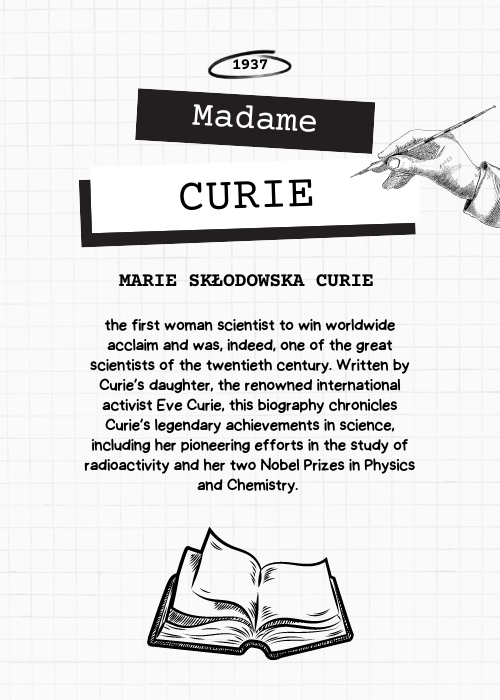 1937
Madame
CURIE
MARIE SKŁODOWSKA CURIE
the first woman scientist to win worldwide
acclaim and was, indeed, one of the great
scientists of the twentieth century. Written by
Curie's daughter, the renowned international
activist Eve Curie, this biography chronicles
Curie's legendary achievements in science,
including her pioneering efforts in the study of
radioactivity and her two Nobel Prizes in Physics
and Chemistry.